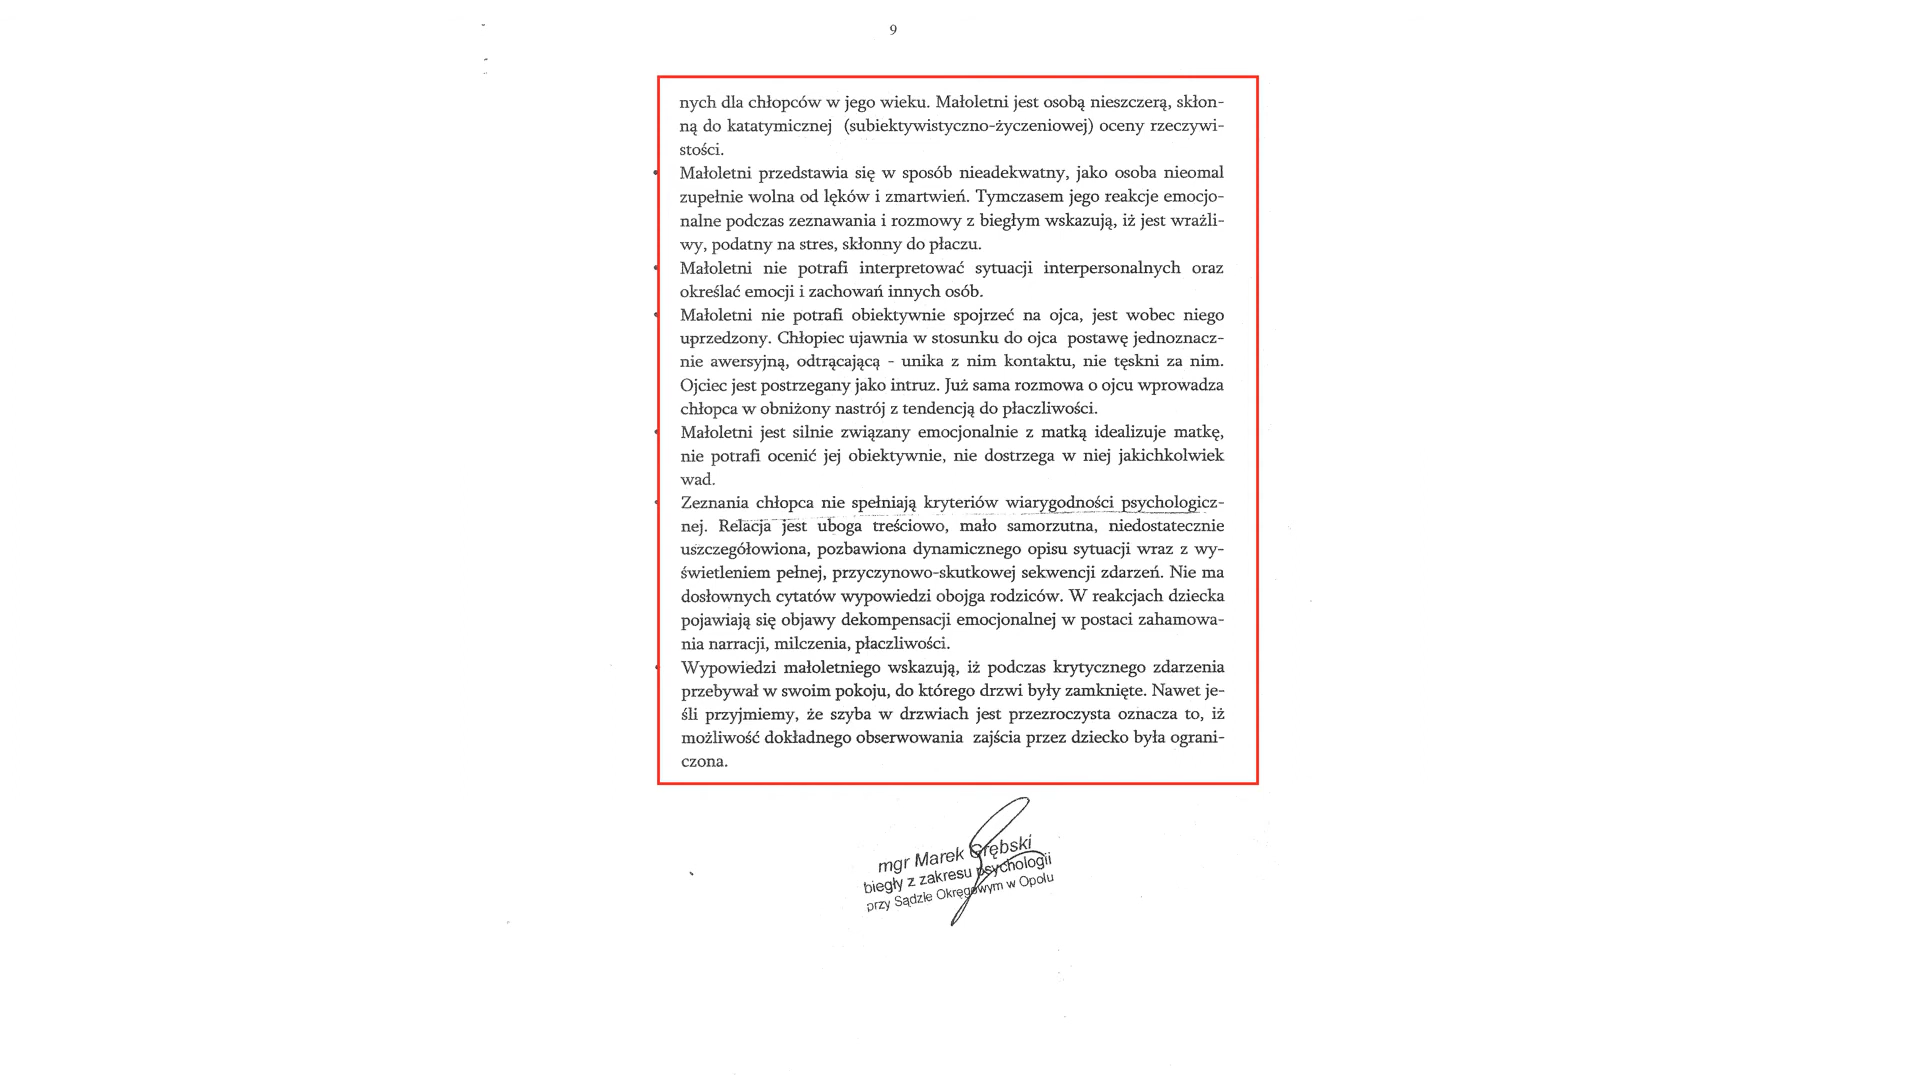 9
nych dla chłopców w jego wieku. Małoletni jest osobą nieszczerą, skłon-
ną do katatymicznej (subiektywistyczno-życzeniowej) oceny rzeczywi-
stości.
Małoletni przedstawia się w sposób nieadekwatny, jako osoba nieomal
zupełnie wolna od lęków i zmartwień. Tymczasem jego reakcje emocjo-
nalne podczas zeznawania i rozmowy z biegłym wskazują, iż jest wrażli-
wy, podatny na stres, skłonny do płaczu.
Małoletni nie potrafi interpretować sytuacji interpersonalnych oraz
określać emocji i zachowań innych osób.
Małoletni nie potrafi obiektywnie spojrzeć na ojca, jest wobec niego
uprzedzony. Chłopiec ujawnia w stosunku do ojca postawę jednoznacz-
nie awersyjną, odtrącającą - unika z nim kontaktu, nie tęskni za nim.
Ojciec jest postrzegany jako intruz. Już sama rozmowa o ojcu wprowadza
chłopca w obniżony nastrój z tendencją do płaczliwości.
Małoletni jest silnie związany emocjonalnie z matką idealizuje matkę,
nie potrafi ocenić jej obiektywnie, nie dostrzega w niej jakichkolwiek
wad.
Zeznania chłopca nie spełniają kryteriów wiarygodności psychologicz-
nej. Relacja jest uboga treściowo, mało samorzutna, niedostatecznie
uszczegółowiona, pozbawiona dynamicznego opisu sytuacji wraz z wy-
świetleniem pełnej, przyczynowo-skutkowej sekwencji zdarzeń. Nie ma
dosłownych cytatów wypowiedzi obojga rodziców. W reakcjach dziecka
pojawiają się objawy dekompensacji emocjonalnej w postaci zahamowa-
nia narracji, milczenia, płaczliwości.
Wypowiedzi małoletniego wskazują, iż podczas krytycznego zdarzenia
przebywał w swoim pokoju, do którego drzwi były zamknięte. Nawet je-
śli przyjmiemy, że szyba w drzwiach jest przezroczysta oznacza to, iż
możliwość dokładnego obserwowania zajścia przez dziecko była ograni-
czona.
mgr Marek Grębski
biegły z zakresu psychologii
przy Sądzie Okręgowym w Opolu